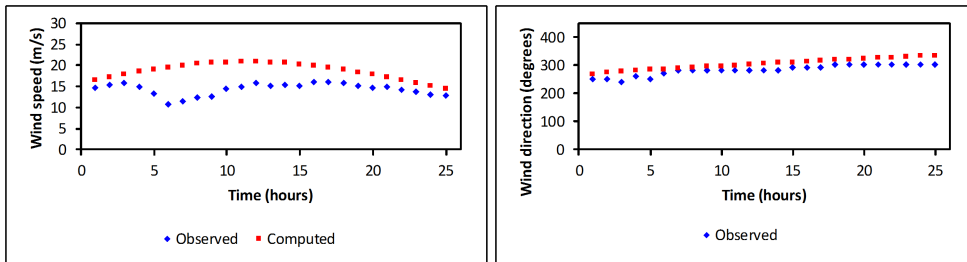 30
25
20
15
10
5
0
Wind speed (m/s)
0 5 10 15 20 25
Time (hours)
Observed Computed
400
300
200
100
0
Wind direction (degrees)
0 5 10 15 20 25
Time (hours)
Observed